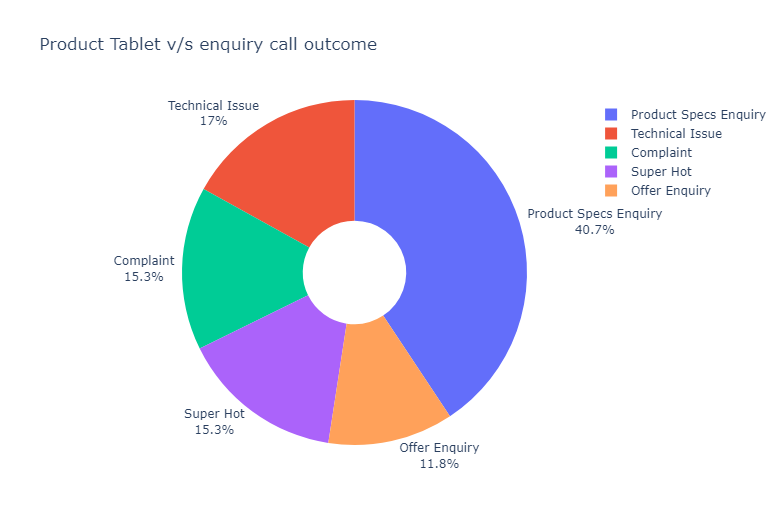 Product Tablet v/s enquiry call outcome
Technical Issue
17%
Product Specs Enquiry
Technical Issue
Complaint
Super Hot
Offer Enquiry
Product Specs Enquiry
40.7%
Complaint
15.3%
Super Hot
15.3%
Offer Enquiry
11.8%